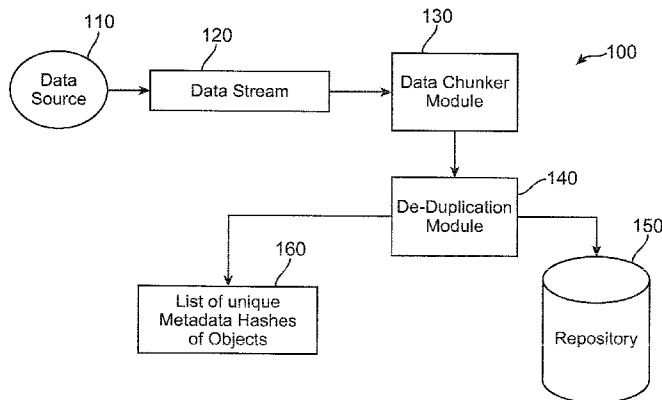 110
Data
Source
120
Data Stream
130
Data Chunker
Module
100
140
De-Duplication
Module
150
Repository
160
List of unique
Metadata Hashes
of Objects